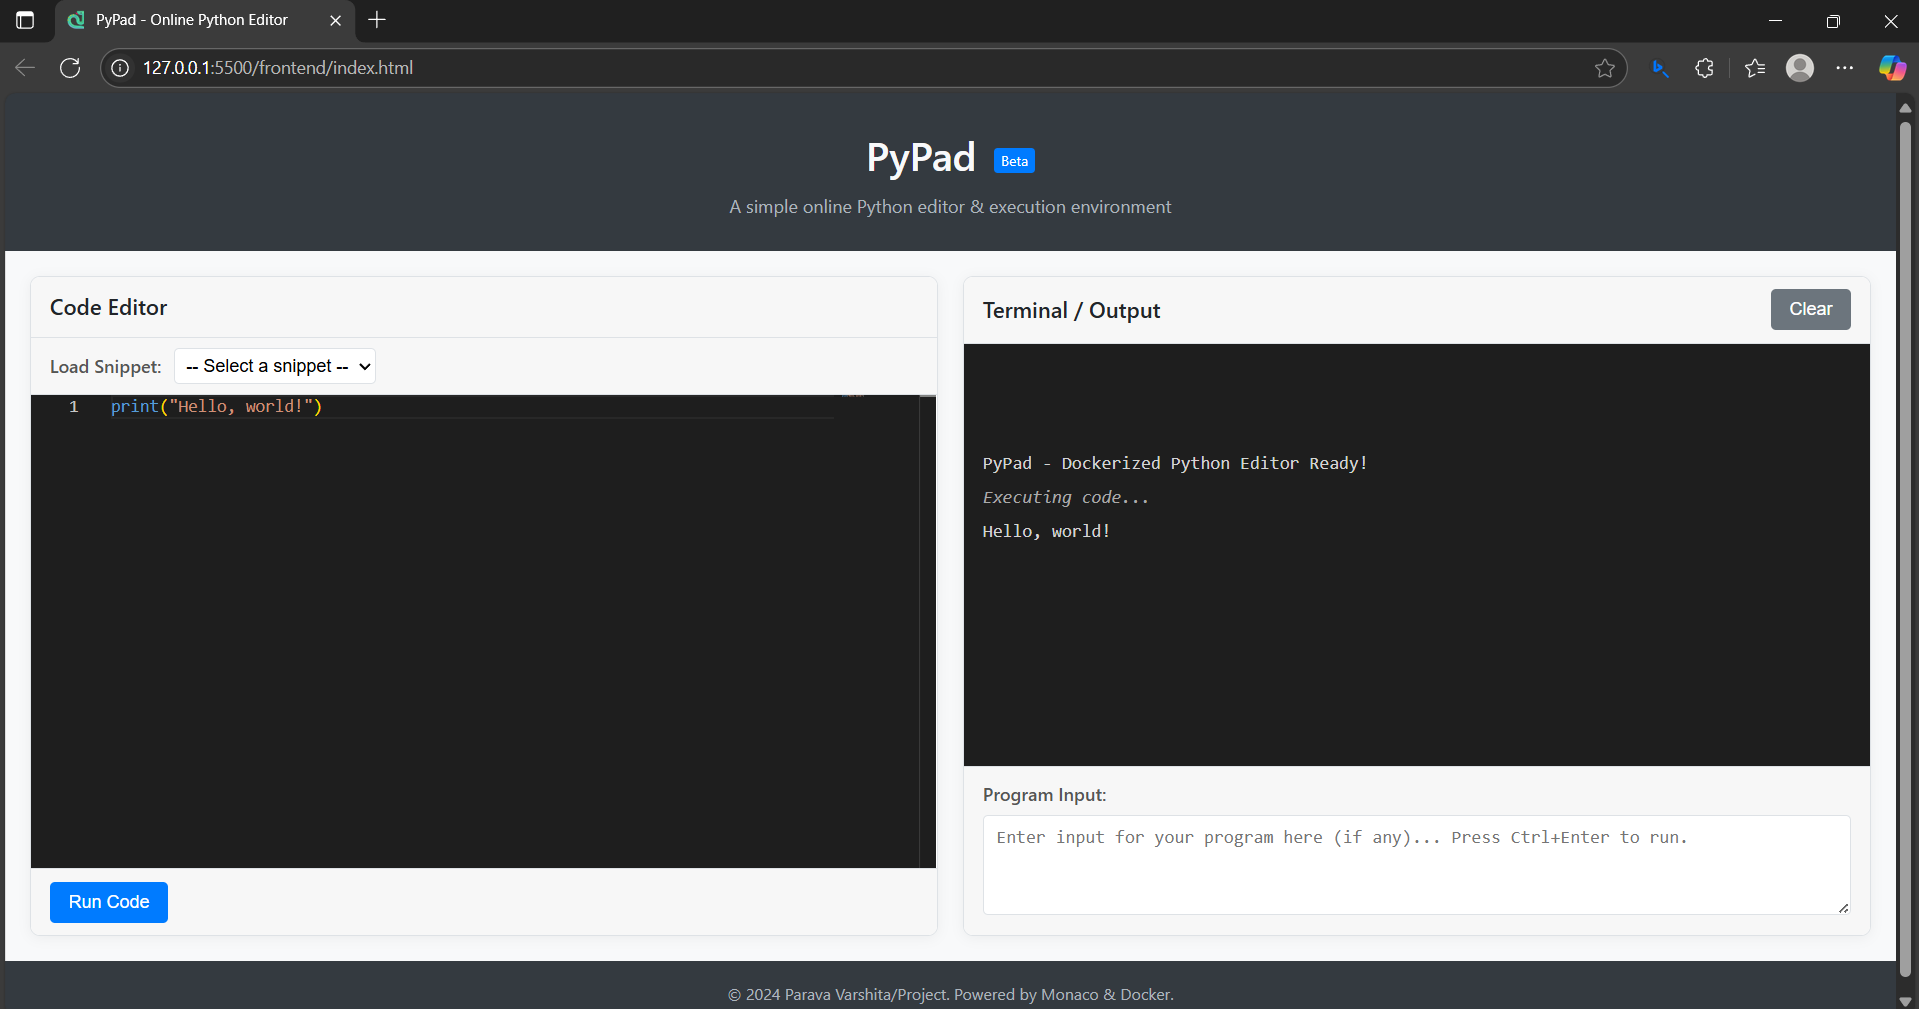 PyPad - Online Python Editor
127.0.0.1:5500/frontend/index.html
PyPad Beta
A simple online Python editor & execution environment
Code Editor
Load Snippet: -- Select a snippet --
1 print("Hello, world!")
Run Code
Terminal / Output
Clear
PyPad - Dockerized Python Editor Ready!
Executing code...
Hello, world!
Program Input:
Enter input for your program here (if any)... Press Ctrl+Enter to run.
© 2024 Parava Varshita/Project. Powered by Monaco & Docker.